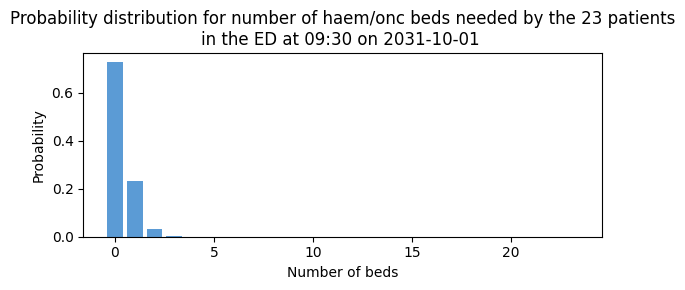 Probability distribution for number of haem/onc beds needed by the 23 patients
in the ED at 09:30 on 2031-10-01
Probability
0.6
0.4
0.2
0.0
0 5 10 15 20
Number of beds